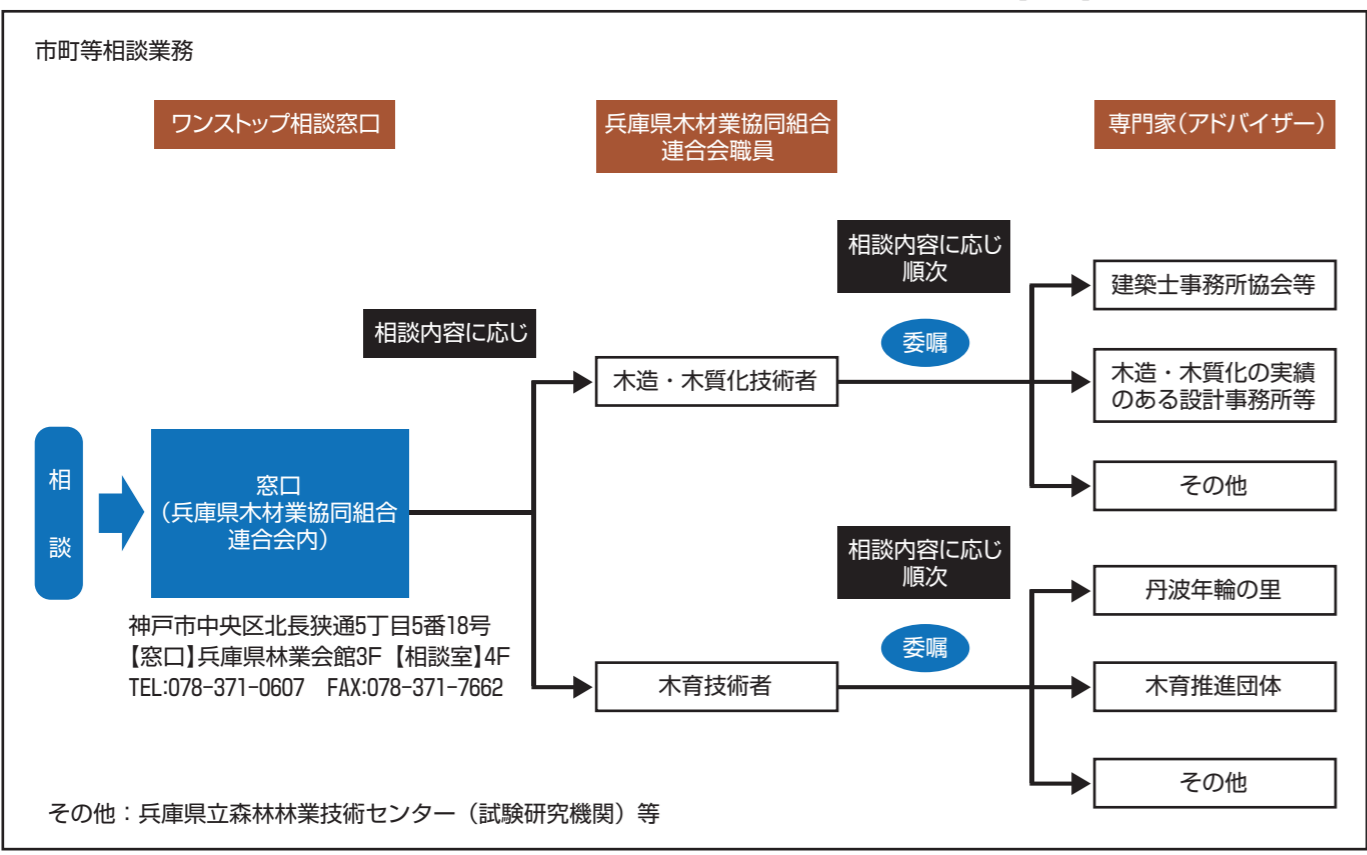 市町等相談業務
ワンストップ相談窓口
兵庫県木材業協同組合
連合会職員
専門家(アドバイザー)
相談内容に応じ
順次
建築士事務所協会等
相談内容に応じ
委嘱
木造・木質化技術者
木造・木質化の実績
のある設計事務所等
相
談
窓口
(兵庫県木材業協同組合
連合会内)
その他
相談内容に応じ
順次
丹波年輪の里
神戸市中央区北長狭通5丁目5番18号
【窓口】兵庫県林業会館3F 【相談室】4F
TEL:078-371-0607 FAX:078-371-7662
委嘱
木育技術者
木育推進団体
その他
その他：兵庫県立森林林業技術センター（試験研究機関）等